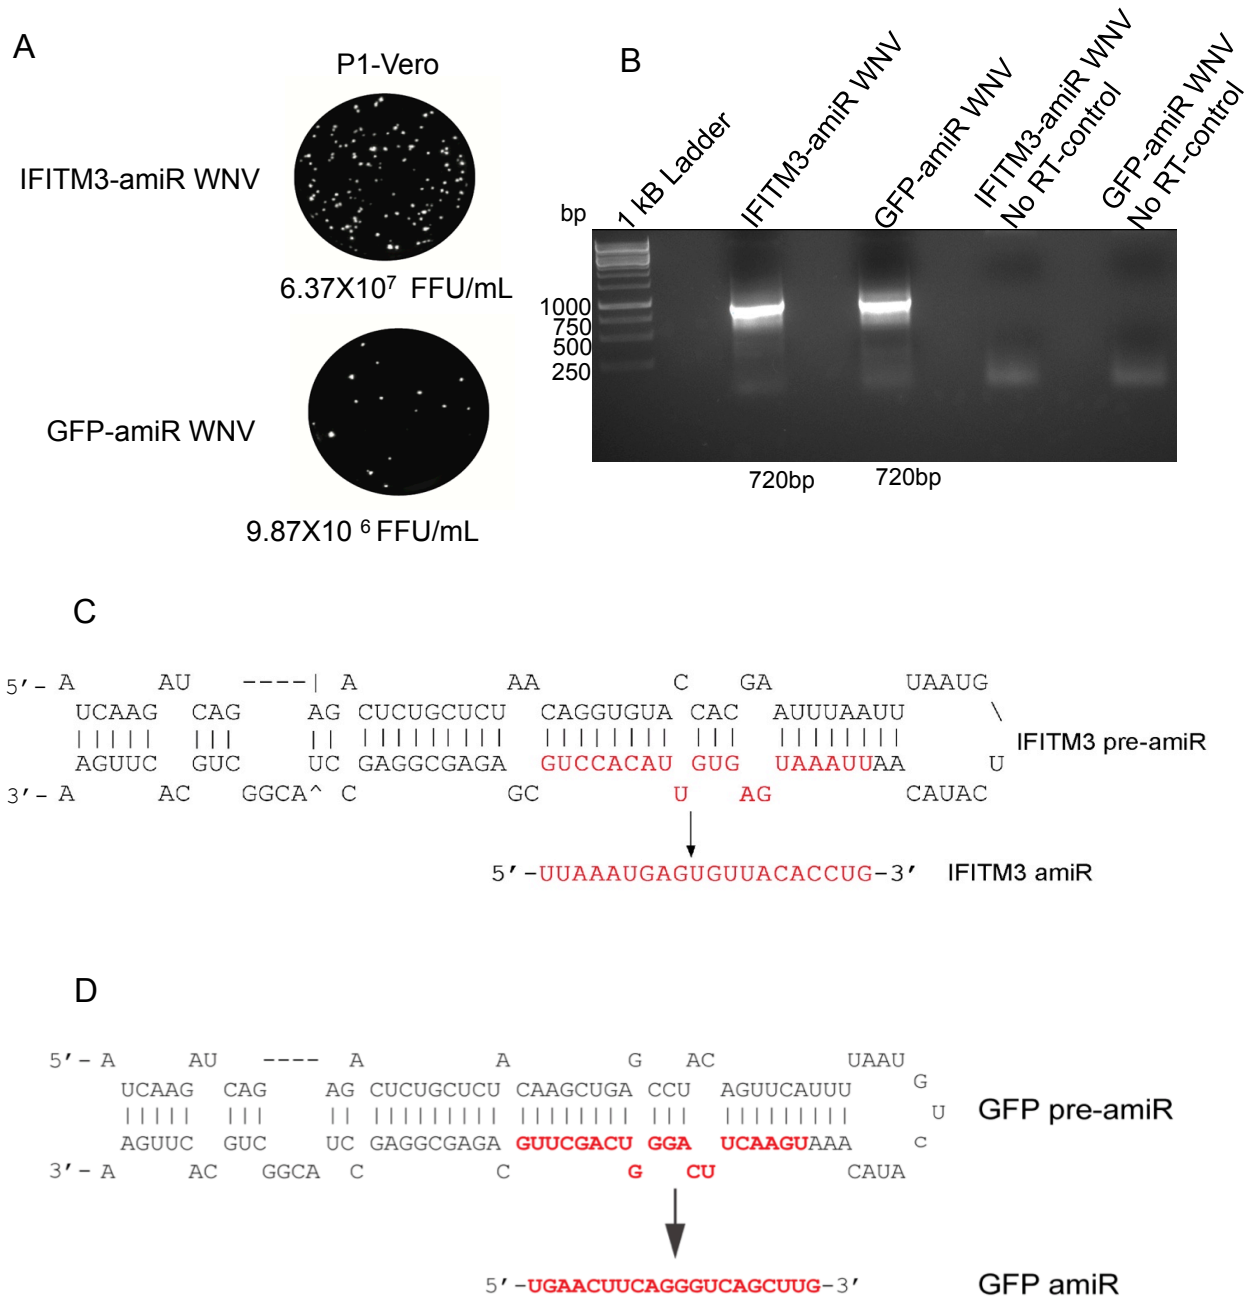 A
P1-Vero
IFITM3-amiR WNV
6.37X10⁷ FFU/mL
GFP-amiR WNV
9.87X10 ⁶ FFU/mL
B
bp
1 kB Ladder
IFITM3-amiR WNV
GFP-amiR WNV
IFITM3-amiR WNV
No RT-control
GFP-amiR WNV
No RT-control
1000
750
500
250
720bp 720bp
C
5′- A AU ----| A AA C GA UAAUG
UCAAG CAG AG CUCUGCUCU CAGGUGUA CAC AUUUAAUU \
||||| ||| || ||||||||| |||||||| ||| ||||||||
IFITM3 pre-amiR
AGUUC GUC UC GAGGCGAGA GUCCACAU GUG UAAAUUAA U
3′- A AC GGCA^ C GC U AG CAUAC
5′-UUAAAUGAGUGUUACACCUG-3′ IFITM3 amiR
D
5′- A AU ---- A A G AC UAAU
G
UCAAG CAG AG CUCUGCUCU CAAGCUGA CCU AGUUCAUUU
||||| ||| || ||||||||| |||||||| ||| |||||||||
U GFP pre-amiR
AGUUC GUC UC GAGGCGAGA GUUCGACU GGA UCAAGUAAA C
3′- A AC GGCA C C G CU CAUA
5′-UGAACUUCAGGGUCAGCUUG-3′ GFP amiR